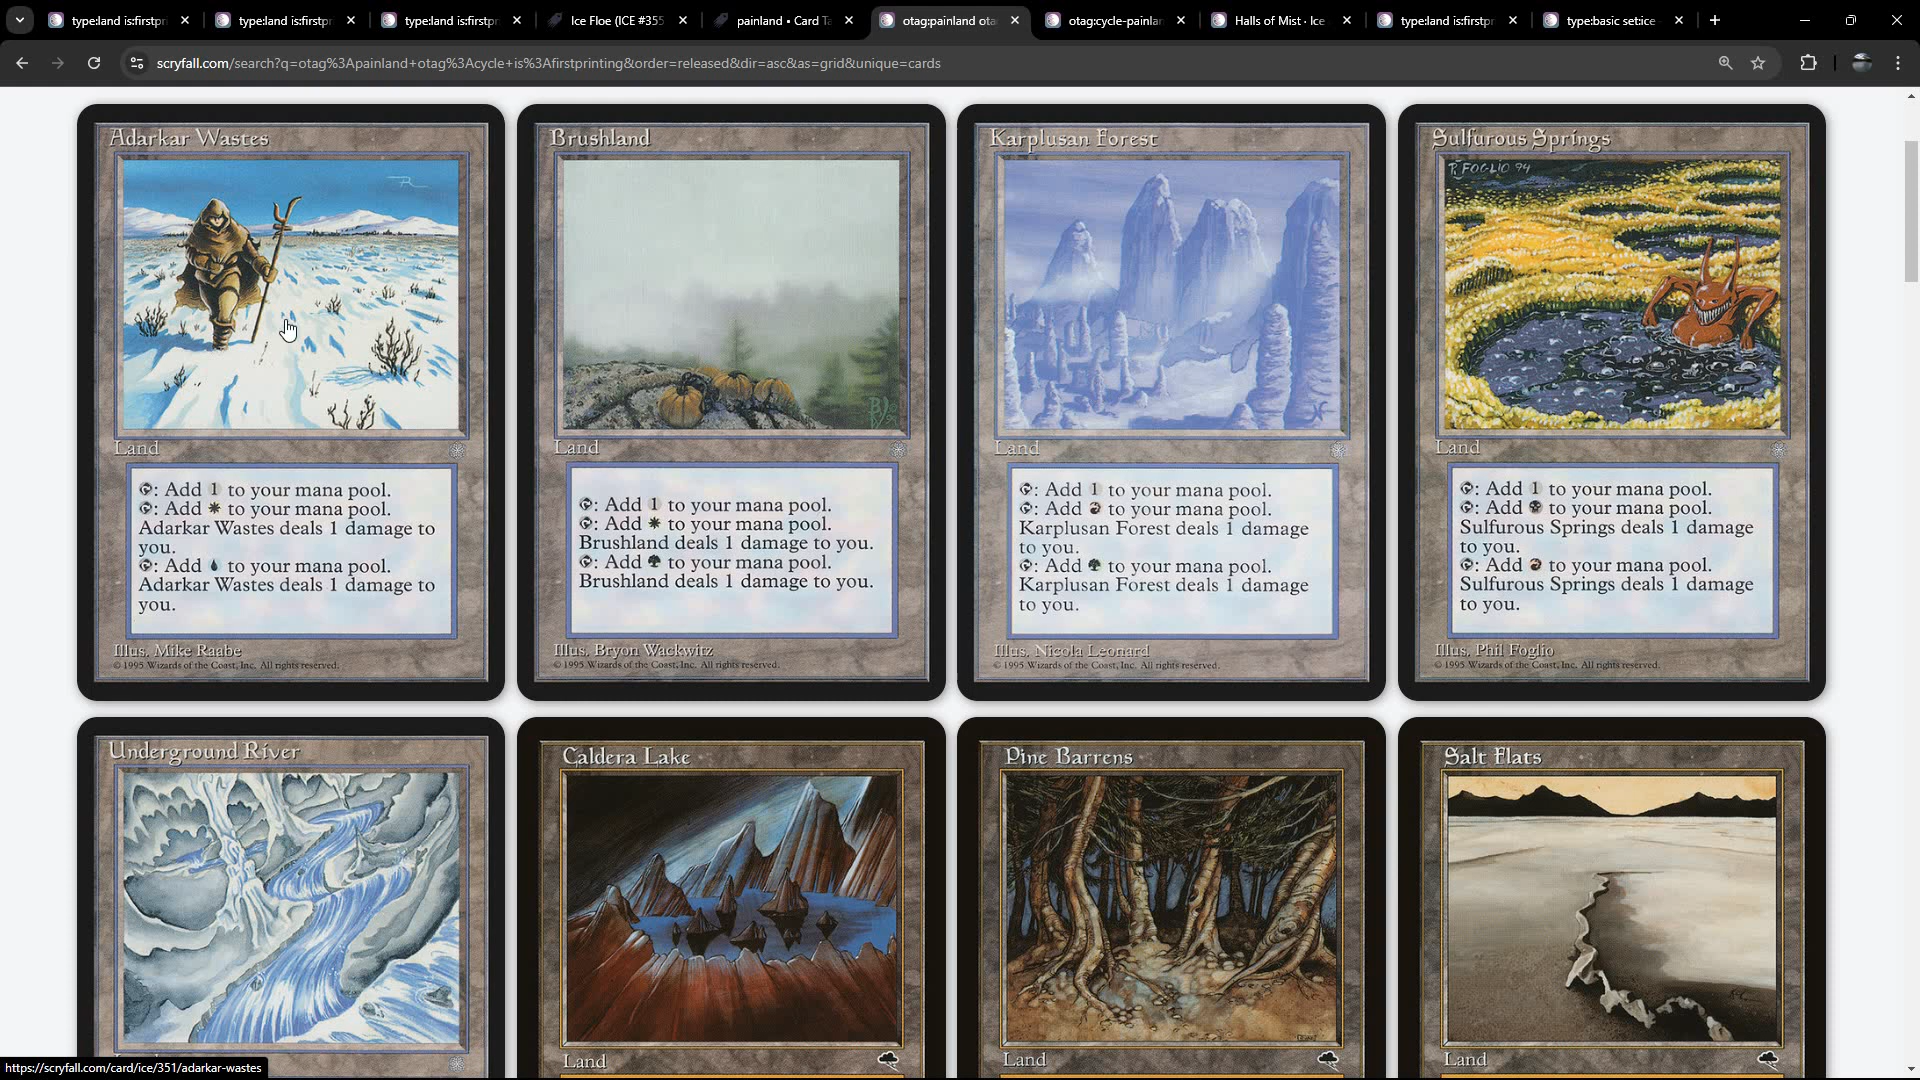 type:land is:firstpr
type:land is:firstpr
type:land is:firstpr
Ice Floe (ICE #355
painland • Card Ta
otag:painland ota
otag:cycle-painlan
Halls of Mist · Ice
type:land is:firstpr
type:basic set:ice
scryfall.com/search?q=otag%3Apainland+otag%3Acycle+is%3Afirstprinting&order=released&dir=asc&as=grid&unique=cards
Adarkar Wastes
Land
: Add 1 to your mana pool.
: Add to your mana pool.
Adarkar Wastes deals 1 damage to
you.
: Add to your mana pool.
Adarkar Wastes deals 1 damage to
you.
Illus. Mike Raabe
© 1995 Wizards of the Coast, Inc. All rights reserved.
Brushland
Land
: Add 1 to your mana pool.
: Add to your mana pool.
Brushland deals 1 damage to you.
: Add to your mana pool.
Brushland deals 1 damage to you.
Illus. Bryon Wackwitz
© 1995 Wizards of the Coast, Inc. All rights reserved.
Karplusan Forest
Land
: Add 1 to your mana pool.
: Add to your mana pool.
Karplusan Forest deals 1 damage
to you.
: Add to your mana pool.
Karplusan Forest deals 1 damage
to you.
Illus. Nicola Leonard
© 1995 Wizards of the Coast, Inc. All rights reserved.
Sulfurous Springs
P. FOGLIO 94
Land
: Add 1 to your mana pool.
: Add to your mana pool.
Sulfurous Springs deals 1 damage
to you.
: Add to your mana pool.
Sulfurous Springs deals 1 damage
to you.
Illus. Phil Foglio
© 1995 Wizards of the Coast, Inc. All rights reserved.
Underground River
Caldera Lake
Land
Pine Barrens
Land
Salt Flats
Land
https://scryfall.com/card/ice/351/adarkar-wastes